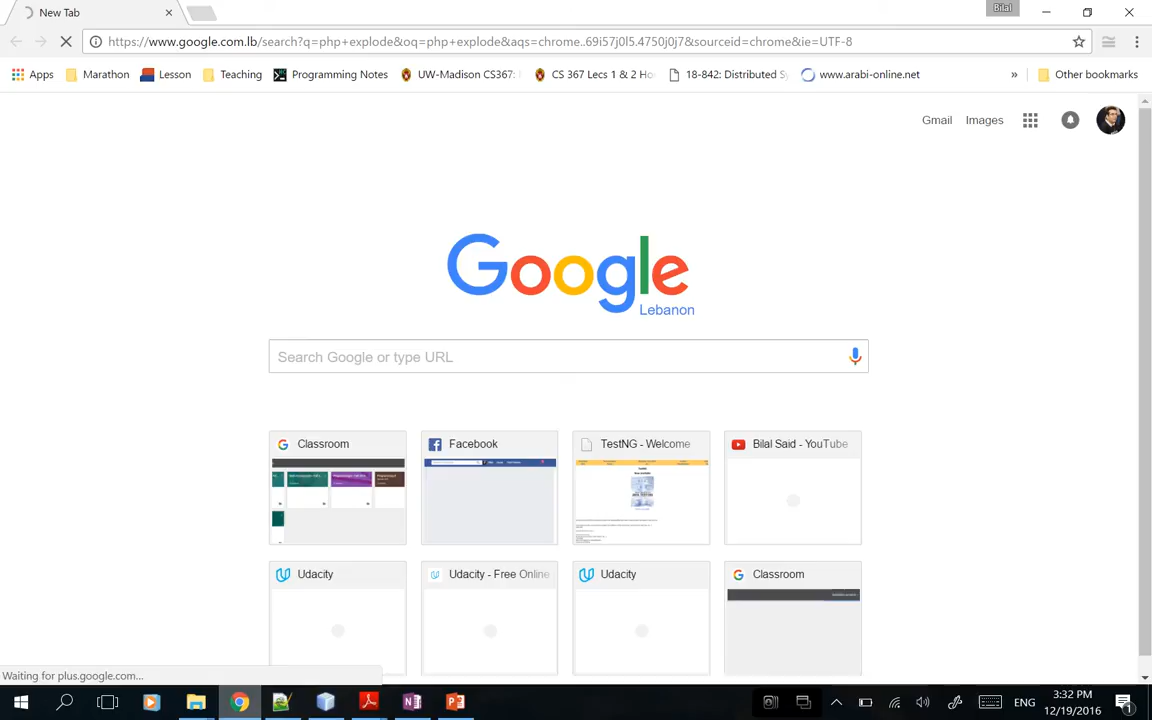 New Tab
Bilal
https://www.google.com.lb/search?q=php+explode&oq=php+explode&aqs=chrome..69i57j0l5.4750j0j7&sourceid=chrome&ie=UTF-8
Apps Marathon Lesson Teaching Programming Notes UW-Madison CS367: CS 367 Lecs 1 & 2 Ho 18-842: Distributed Sy www.arabi-online.net » Other bookmarks
Gmail Images
Google
Lebanon
Search Google or type URL
Classroom Facebook TestNG - Welcome Bilal Said - YouTube
Udacity Udacity - Free Online Udacity Classroom
Waiting for plus.google.com...
ENG
3:32 PM
12/19/2016
1